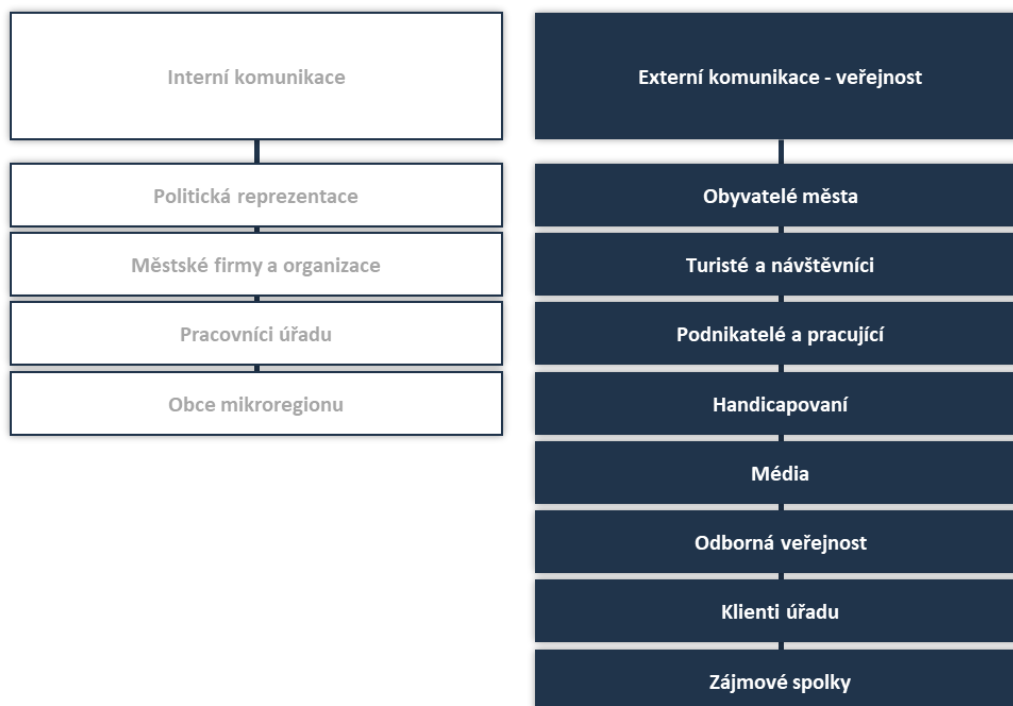 Interní komunikace
Politická reprezentace
Městské firmy a organizace
Pracovníci úřadu
Obce mikroregionu
Externí komunikace - veřejnost
Obyvatelé města
Turisté a návštěvníci
Podnikatelé a pracující
Handicapovaní
Média
Odborná veřejnost
Klienti úřadu
Zájmové spolky